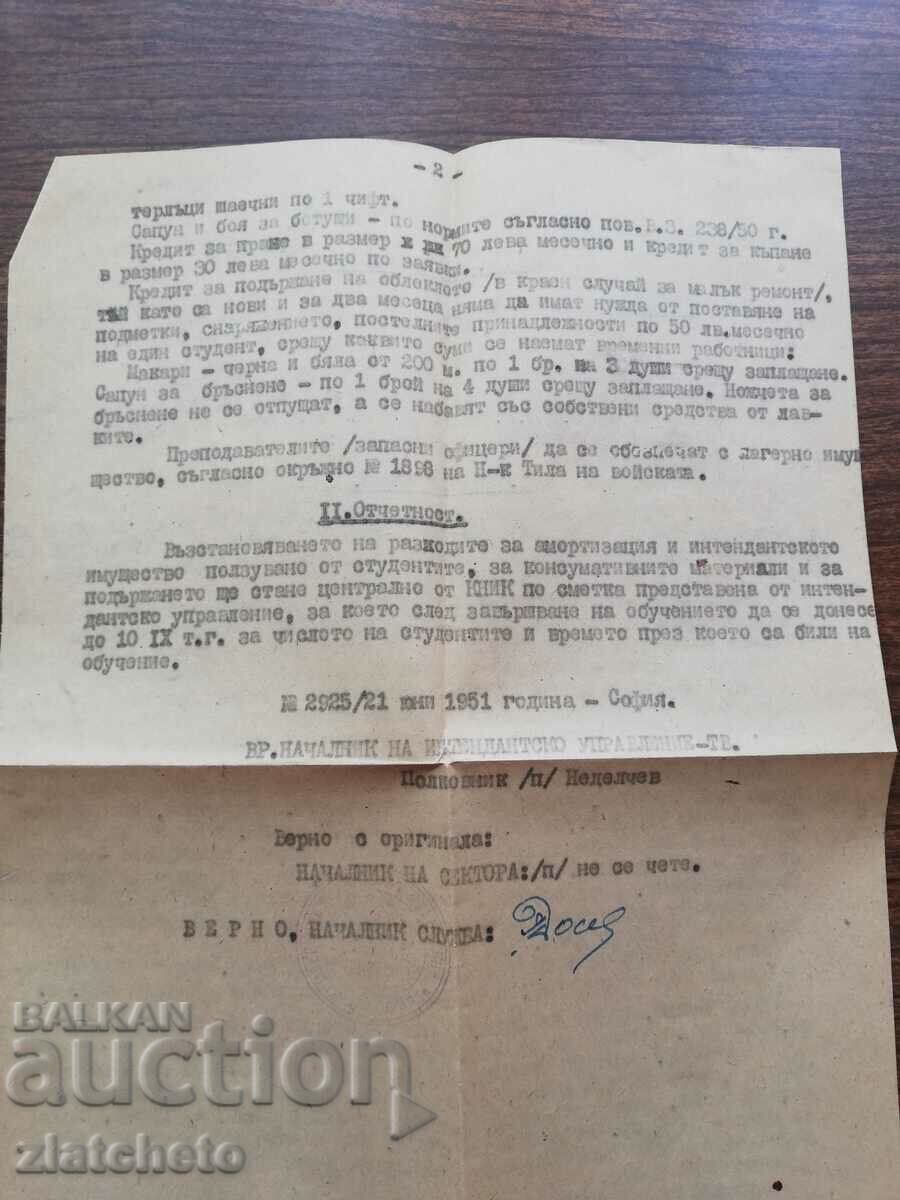 - 2 -
терлъци шаечни по 1 чифт.
Сапун и боя за ботуши - по нормите съгласно пов.В.З. 238/50 г.
Кредит за пране в размер 70 лева месечно и кредит за къпане
в размер 30 лева месечно по заявки.
Кредит за подържане на облеклото /в краен случай за малък ремонт/,
тъй като са нови и за два месеца няма да имат нужда от поставяне на
подметки, снаряжението, постелните принадлежности по 50 лв.месечно
на един студент, срещу каквито суми се наемат временни работници:
Макари - черна и бяла от 200 м. по 1 бр. на 3 души срещу заплащане.
Сапун за бръснене - по 1 брой на 4 души срещу заплащане. Ножчета за
бръснене не се отпущат, а се набавят със собствени средства от лав-
ките.
Преподавателите /запасни офицери/ да се обезпечат с лагерно иму
щество, съгласно окръжно № 1898 на Н-к Тила на войската.
II.Отчетност.
Възстановяването на разходите за амортизация и интендантското
имущество ползувано от студентите, за консумативните материали и за
подържането ще стане централно от КНИК по сметка представена от интен-
дантско управление, за което след завършване на обучението да се донесе
до 10 IX т.г. за числото на студентите и времето през което са били на
обучение.
№ 2925/21 юни 1951 година - София.
ВР.НАЧАЛНИК НА ИНТЕНДАНТСКО УПРАВЛЕНИЕ-ТВ.
Полковник /п/ Неделчев
Верно с оригинала:
НАЧАЛНИК НА СЕКТОРА:/п/ не се чете.
ВЕРНО, НАЧАЛНИК СЛУЖБА:
BALKAN
auction
zlatcheto